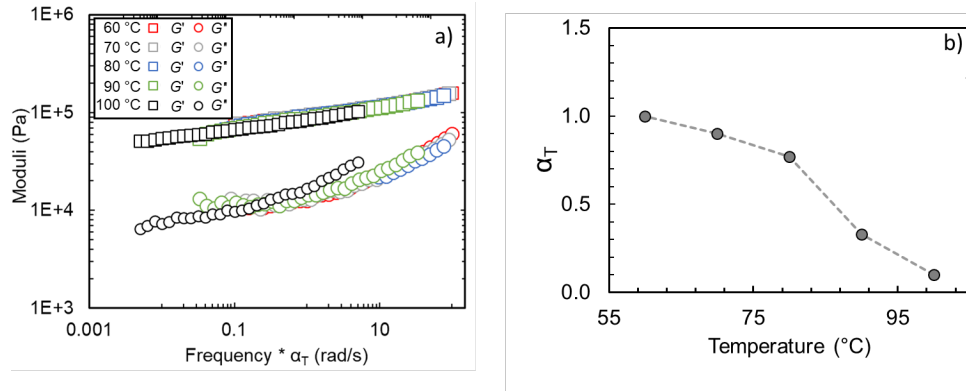 a)
1E+6
1E+5
1E+4
1E+3
Moduli (Pa)
60 °C G' G"
70 °C G' G"
80 °C G' G"
90 °C G' G"
100 °C G' G"
0.001 0.1 10
Frequency * αT (rad/s)
b)
1.5
1.0
0.5
0.0
αT
55 75 95
Temperature (°C)